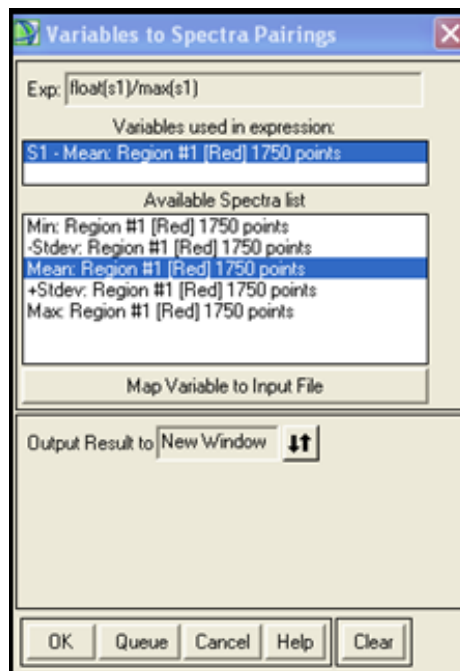 Variables to Spectra Pairings
Exp: float(s1)/max(s1)
Variables used in expression:
S1 - Mean: Region #1 [Red] 1750 points
Available Spectra list
Min: Region #1 [Red] 1750 points
-Stdev: Region #1 [Red] 1750 points
Mean: Region #1 [Red] 1750 points
+Stdev: Region #1 [Red] 1750 points
Max: Region #1 [Red] 1750 points
Map Variable to Input File
Output Result to New Window
OK Queue Cancel Help Clear